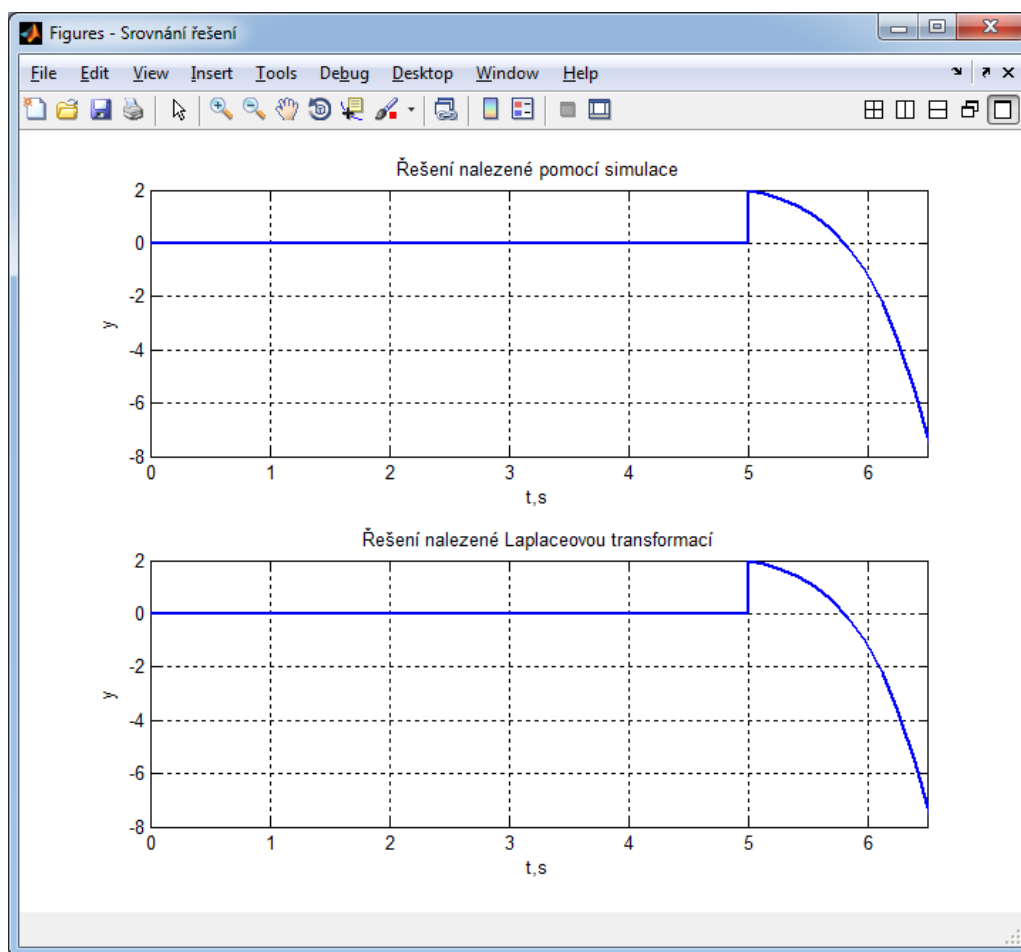 Figures - Srovnání řešení
File Edit View Insert Tools Debug Desktop Window Help
Řešení nalezené pomocí simulace
2
0
-2
-4
-6
-8
y
0 1 2 3 4 5 6
t,s
Řešení nalezené Laplaceovou transformací
2
0
-2
-4
-6
-8
y
0 1 2 3 4 5 6
t,s